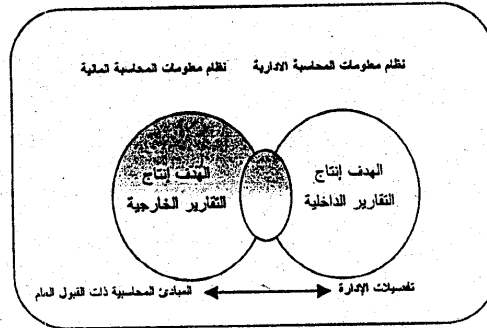 نظام معلومات المحاسبة الادارية
نظام معلومات المحاسبة المالية
الهدف إنتاج
التقارير الداخلية
الهدف إنتاج
التقارير الخارجية
تفضيلات الإدارة
المبادئ المحاسبية ذات القبول العام